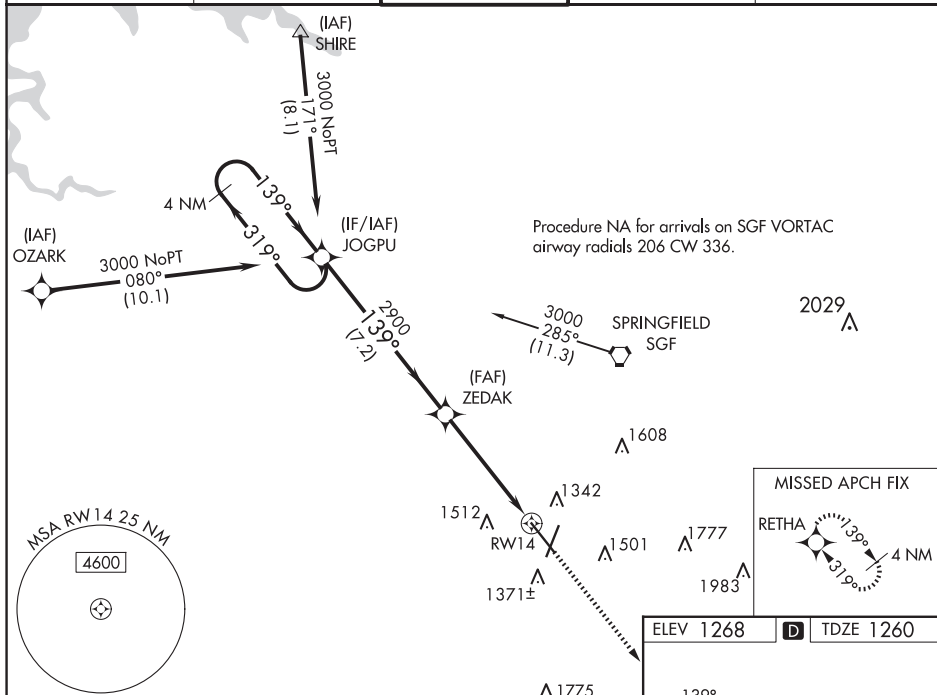 (IAF)
SHIRE
3000 NoPT
171°
(8.1)
139°
4 NM
319°
(IF/IAF)
JOGPU
(IAF)
OZARK
3000 NoPT
080°
(10.1)
Procedure NA for arrivals on SGF VORTAC
airway radials 206 CW 336.
2900
139°
(7.2)
3000
285°
(11.3)
SPRINGFIELD
SGF
2029
(FAF)
ZEDAK
1608
1342
1512
RW14
1501
1777
1371±
1983
MISSED APCH FIX
RETHA
139°
4 NM
319°
MSA RW14 25 NM
4600
ELEV 1268
D
TDZE 1260
1775
139°